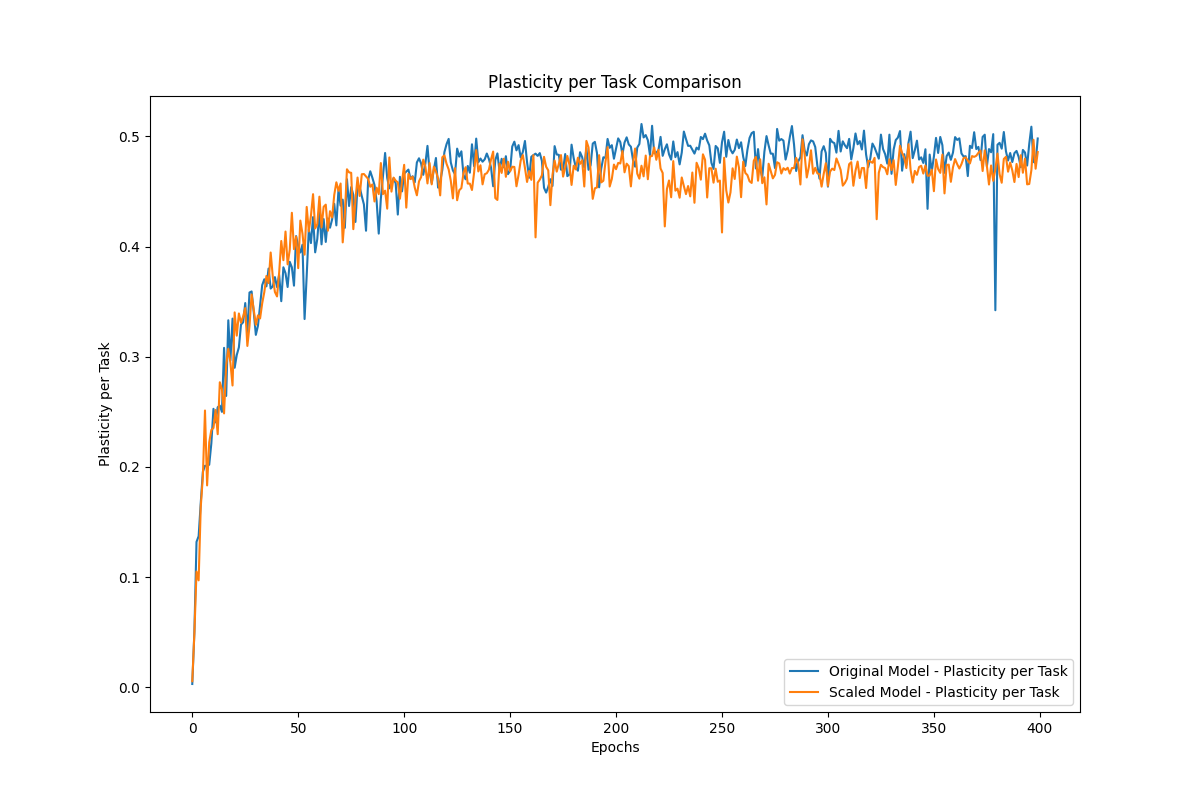 Plasticity per Task Comparison
Plasticity per Task
0.5
0.4
0.3
0.2
0.1
0.0
0 50 100 150 200 250 300 350 400
Epochs
Original Model - Plasticity per Task
Scaled Model - Plasticity per Task